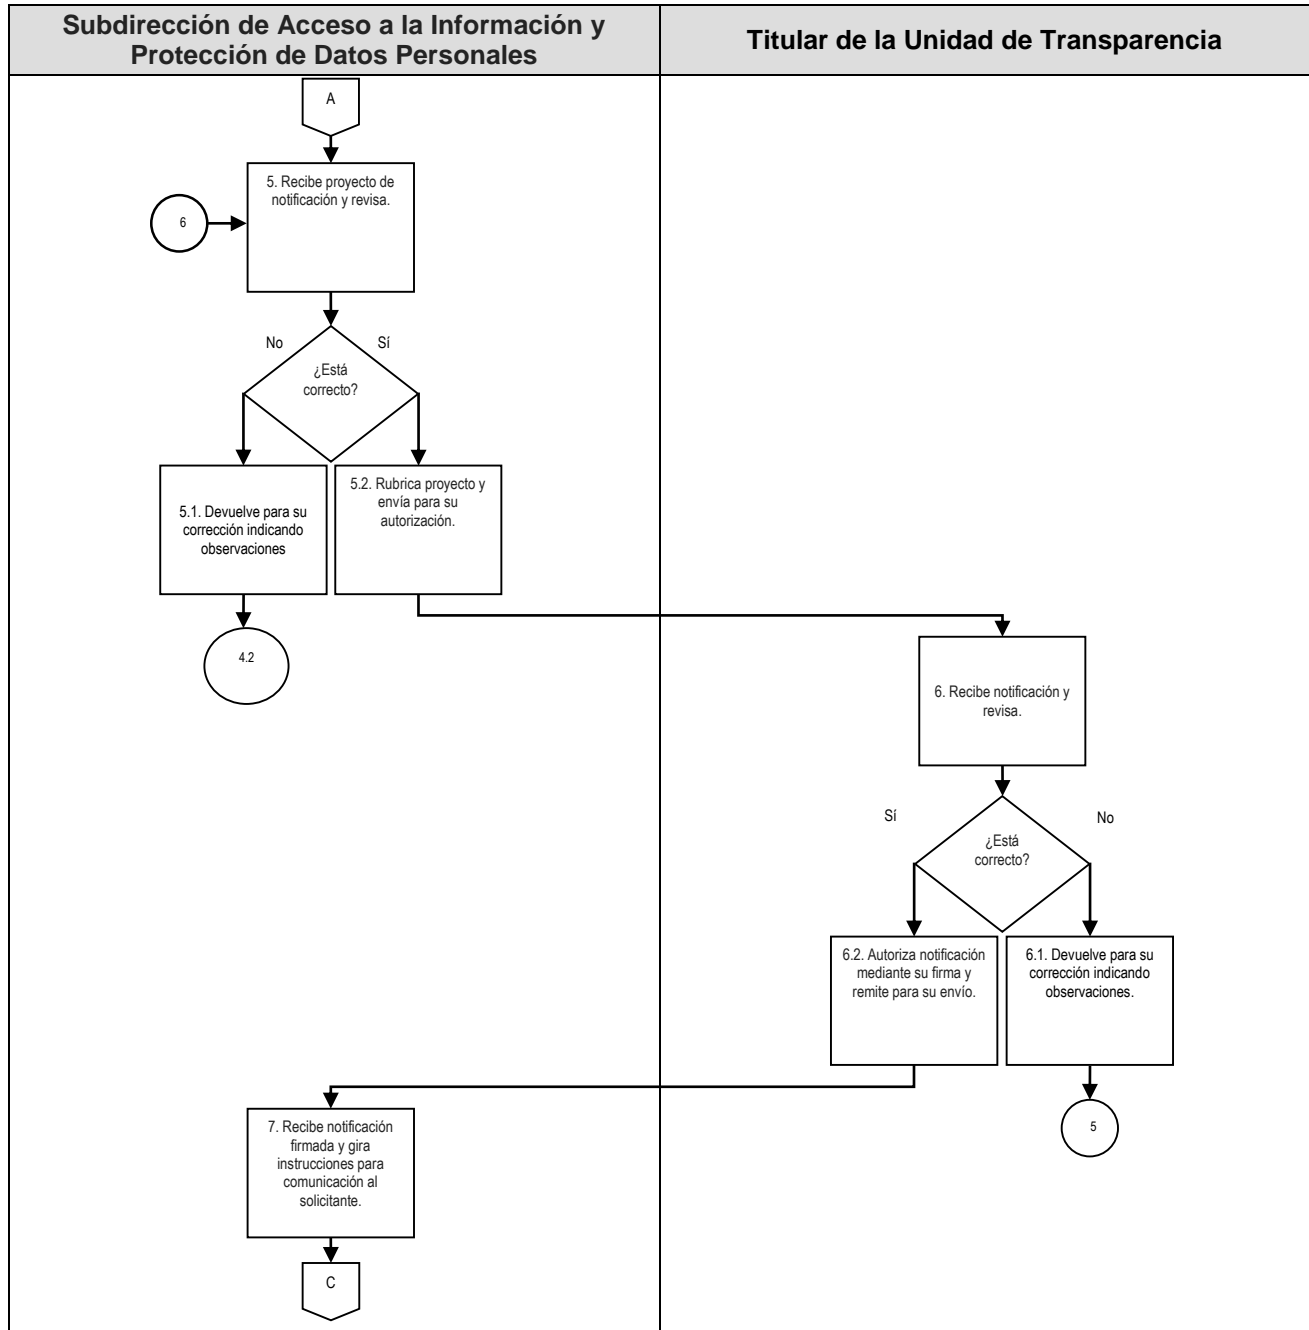 Subdirección de Acceso a la Información y
Protección de Datos Personales
Titular de la Unidad de Transparencia
A
5. Recibe proyecto de
notificación y revisa.
6
No
Sí
¿Está
correcto?
5.1. Devuelve para su
corrección indicando
observaciones
5.2. Rubrica proyecto y
envía para su
autorización.
4.2
6. Recibe notificación y
revisa.
Sí
No
¿Está
correcto?
6.2. Autoriza notificación
mediante su firma y
remite para su envío.
6.1. Devuelve para su
corrección indicando
observaciones.
5
7. Recibe notificación
firmada y gira
instrucciones para
comunicación al
solicitante.
C